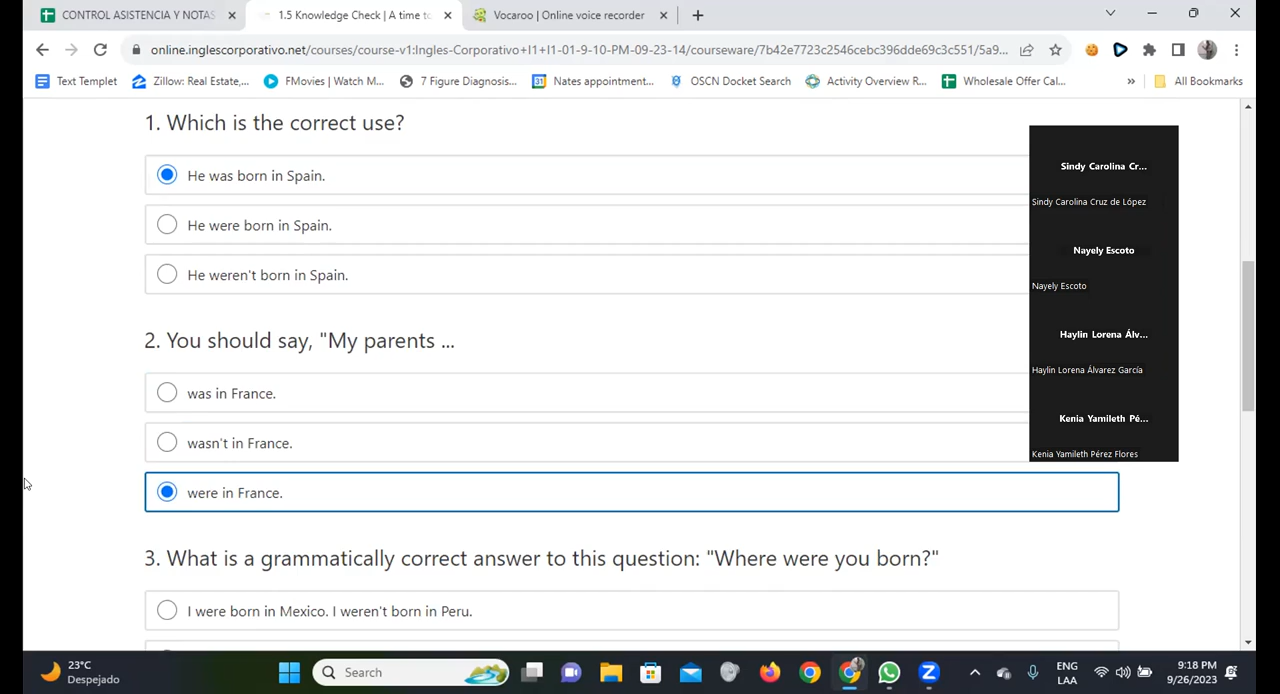 CONTROL ASISTENCIA Y NOTAS
1.5 Knowledge Check | A time to
Vocaroo | Online voice recorder
online.inglescorporativo.net/courses/course-v1:Ingles-Corporativo+I1+I1-01-9-10-PM-09-23-14/courseware/7b42e7723c2546cebc396dde69c3c551/5a9...
Text Templet
Zillow: Real Estate,...
FMovies | Watch M...
7 Figure Diagnosis...
Nates appointment...
OSCN Docket Search
Activity Overview R...
Wholesale Offer Cal...
»
All Bookmarks
1. Which is the correct use?
He was born in Spain.
He were born in Spain.
He weren't born in Spain.
2. You should say, "My parents ...
was in France.
wasn't in France.
were in France.
3. What is a grammatically correct answer to this question: "Where were you born?"
I were born in Mexico. I weren't born in Peru.
Sindy Carolina Cr...
Sindy Carolina Cruz de López
Nayely Escoto
Nayely Escoto
Haylin Lorena Álv...
Haylin Lorena Álvarez García
Kenia Yamileth Pé...
Kenia Yamileth Pérez Flores
23°C
Despejado
Search
ENG
LAA
9:18 PM
9/26/2023